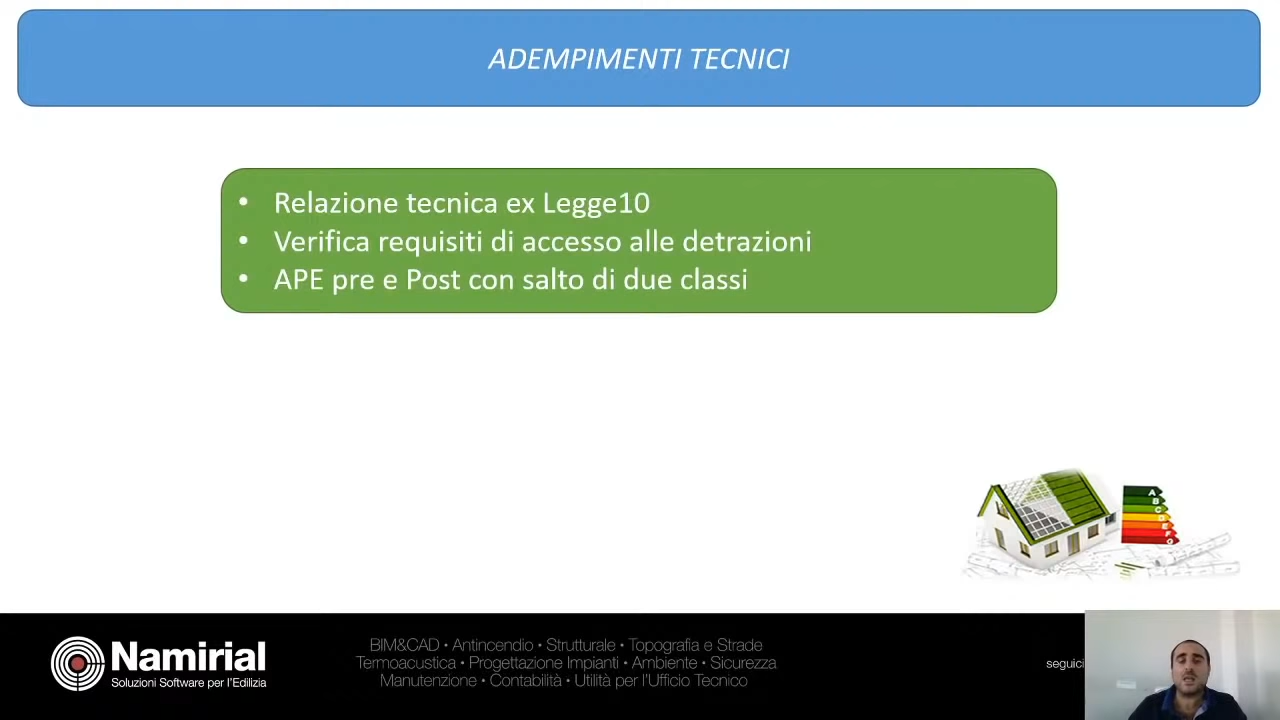 ADEMPIMENTI TECNICI
• Relazione tecnica ex Legge10
• Verifica requisiti di accesso alle detrazioni
• APE pre e Post con salto di due classi
A
B
C
E
F
G
Namirial
Soluzioni Software per l'Edilizia
BIM&CAD • Antincendio • Strutturale • Topografia e Strade
Termoacustica • Progettazione Impianti • Ambiente • Sicurezza
Manutenzione • Contabilità • Utilità per l'Ufficio Tecnico
seguici